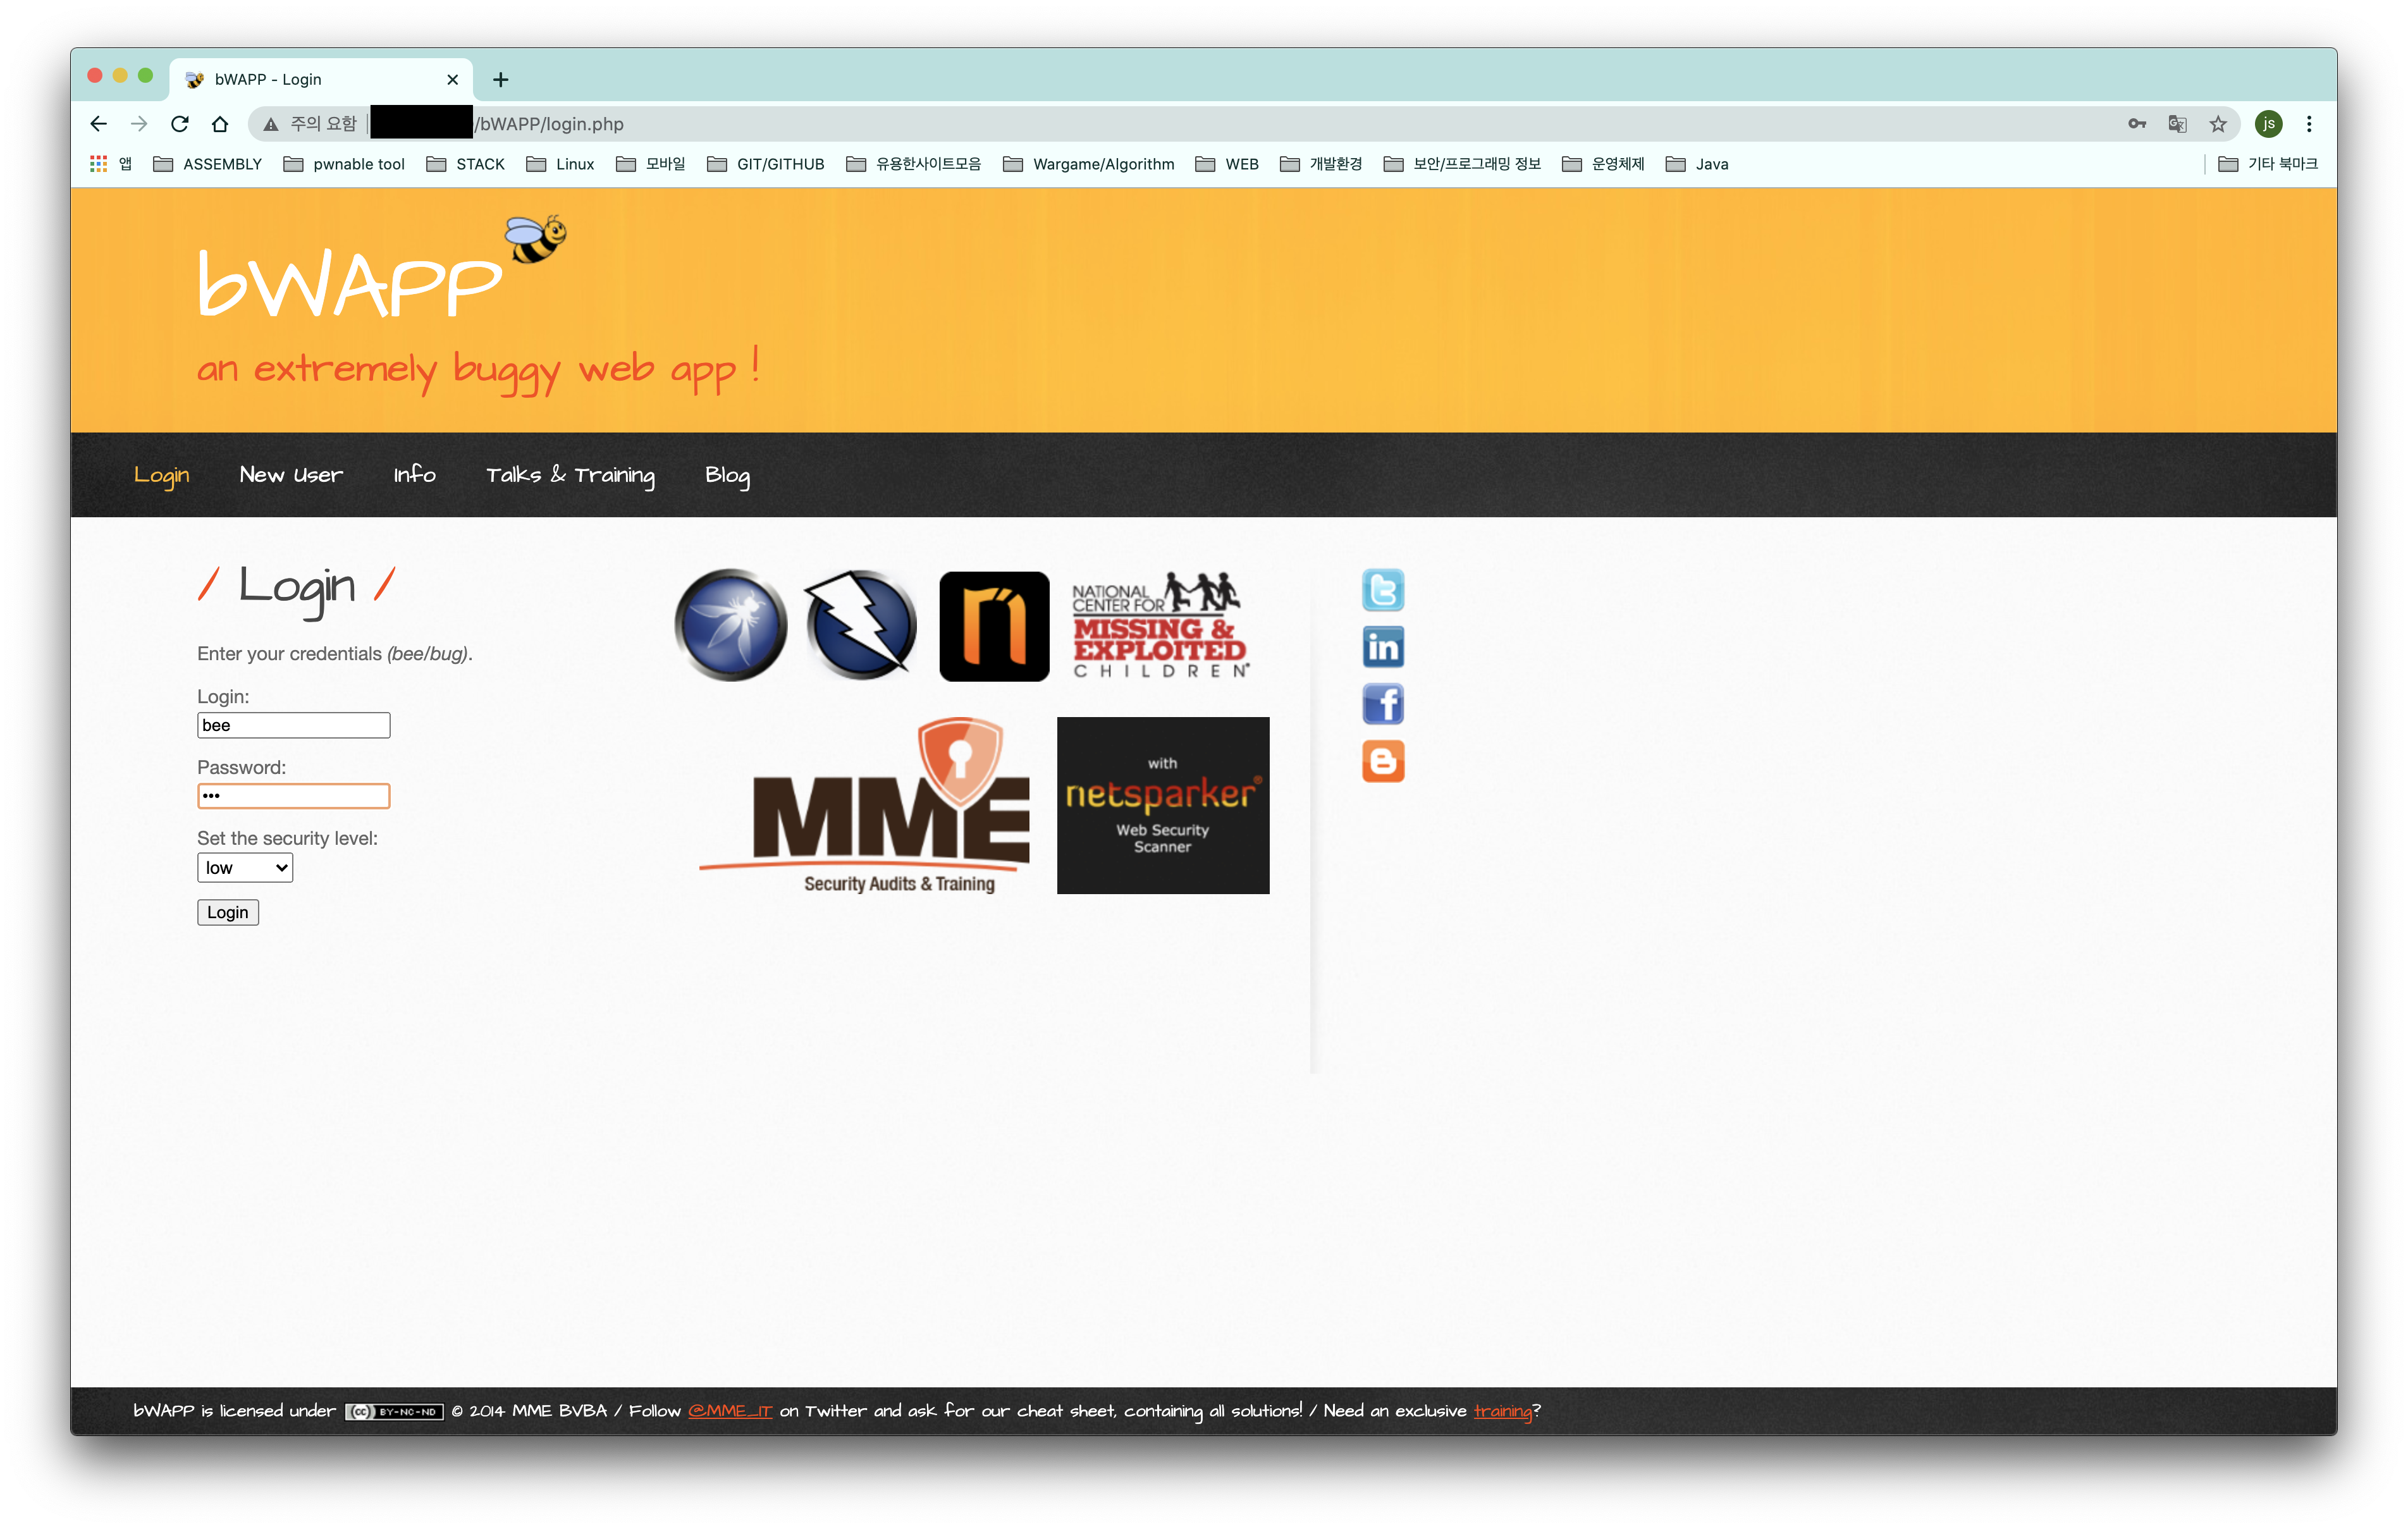 bWAPP - Login
주의 요함 /bWAPP/login.php js
앱 ASSEMBLY pwnable tool STACK Linux 모바일 GIT/GITHUB 유용한사이트모음 Wargame/Algorithm WEB 개발환경 보안/프로그래밍 정보 운영체제 Java 기타 북마크
bWAPP
an extremely buggy web app !
Login New User Info Talks & Training Blog
/ Login /
Enter your credentials (bee/bug).
Login:
bee
Password:
•••
Set the security level:
low
Login
NATIONAL
CENTER FOR
MISSING &
EXPLOITED
CHILDREN®
MME
Security Audits & Training
with
netsparker®
Web Security
Scanner
bWAPP is licensed under (cc) BY-NC-ND © 2014 MME BVBA / Follow @MME_IT on Twitter and ask for our cheat sheet, containing all solutions! / Need an exclusive training?